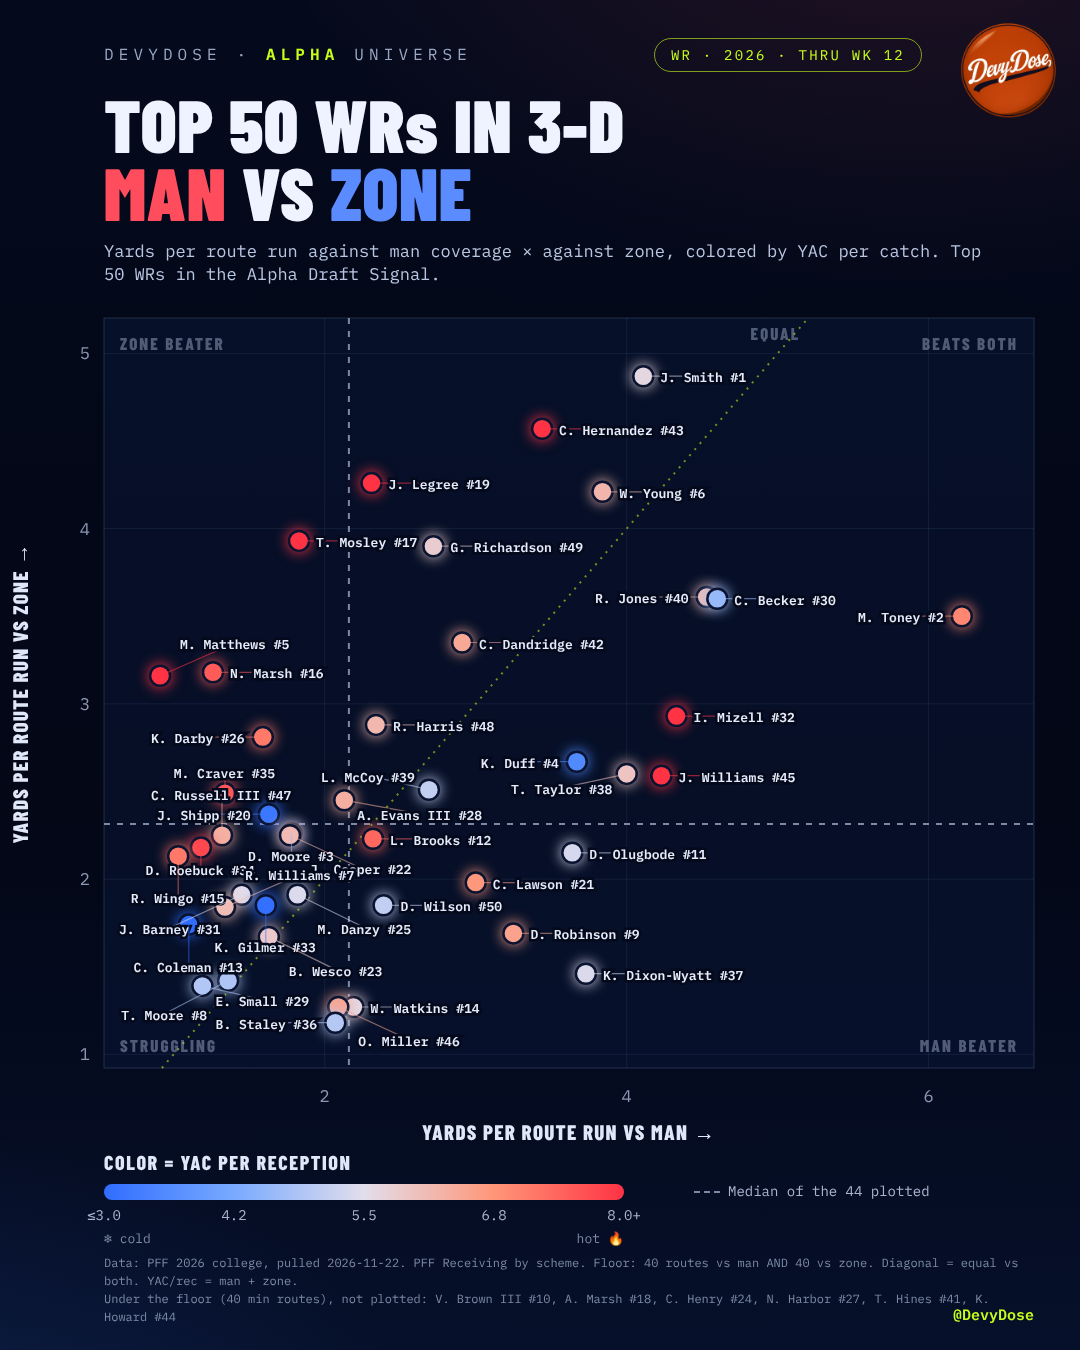 DEVYDOSE · ALPHA UNIVERSE
WR · 2026 · THRU WK 12
DevyDose,
TOP 50 WRs IN 3-D
MAN VS ZONE
Yards per route run against man coverage × against zone, colored by YAC per catch. Top
50 WRs in the Alpha Draft Signal.
ZONE BEATER
EQUAL
BEATS BOTH
5
J. Smith #1
C. Hernandez #43
J. Legree #19
W. Young #6
4
T. Mosley #17
G. Richardson #49
R. Jones #40
C. Becker #30
M. Toney #2
M. Matthews #5
C. Dandridge #42
N. Marsh #16
3
I. Mizell #32
R. Harris #48
K. Darby #26
K. Duff #4
M. Craver #35
L. McCoy #39
J. Williams #45
T. Taylor #38
C. Russell III #47
J. Shipp #20
A. Evans III #28
L. Brooks #12
D. Moore #3
D. Olugbode #11
D. Roebuck #34
#22
R. Williams #7
2
C. Lawson #21
R. Wingo #15
D. Wilson #50
J. Barney #31
M. Danzy #25
D. Robinson #9
K. Gilmer #33
C. Coleman #13
B. Wesco #23
K. Dixon-Wyatt #37
E. Small #29
T. Moore #8
W. Watkins #14
B. Staley #36
O. Miller #46
STRUGGLING
MAN BEATER
1
2
4
6
YARDS PER ROUTE RUN VS ZONE →
YARDS PER ROUTE RUN VS MAN →
COLOR = YAC PER RECEPTION
Median of the 44 plotted
≤3.0
4.2
5.5
6.8
8.0+
❄ cold
hot 🔥
Data: PFF 2026 college, pulled 2026-11-22. PFF Receiving by scheme. Floor: 40 routes vs man AND 40 vs zone. Diagonal = equal vs
both. YAC/rec = man + zone.
Under the floor (40 min routes), not plotted: V. Brown III #10, A. Marsh #18, C. Henry #24, N. Harbor #27, T. Hines #41, K.
Howard #44
@DevyDose